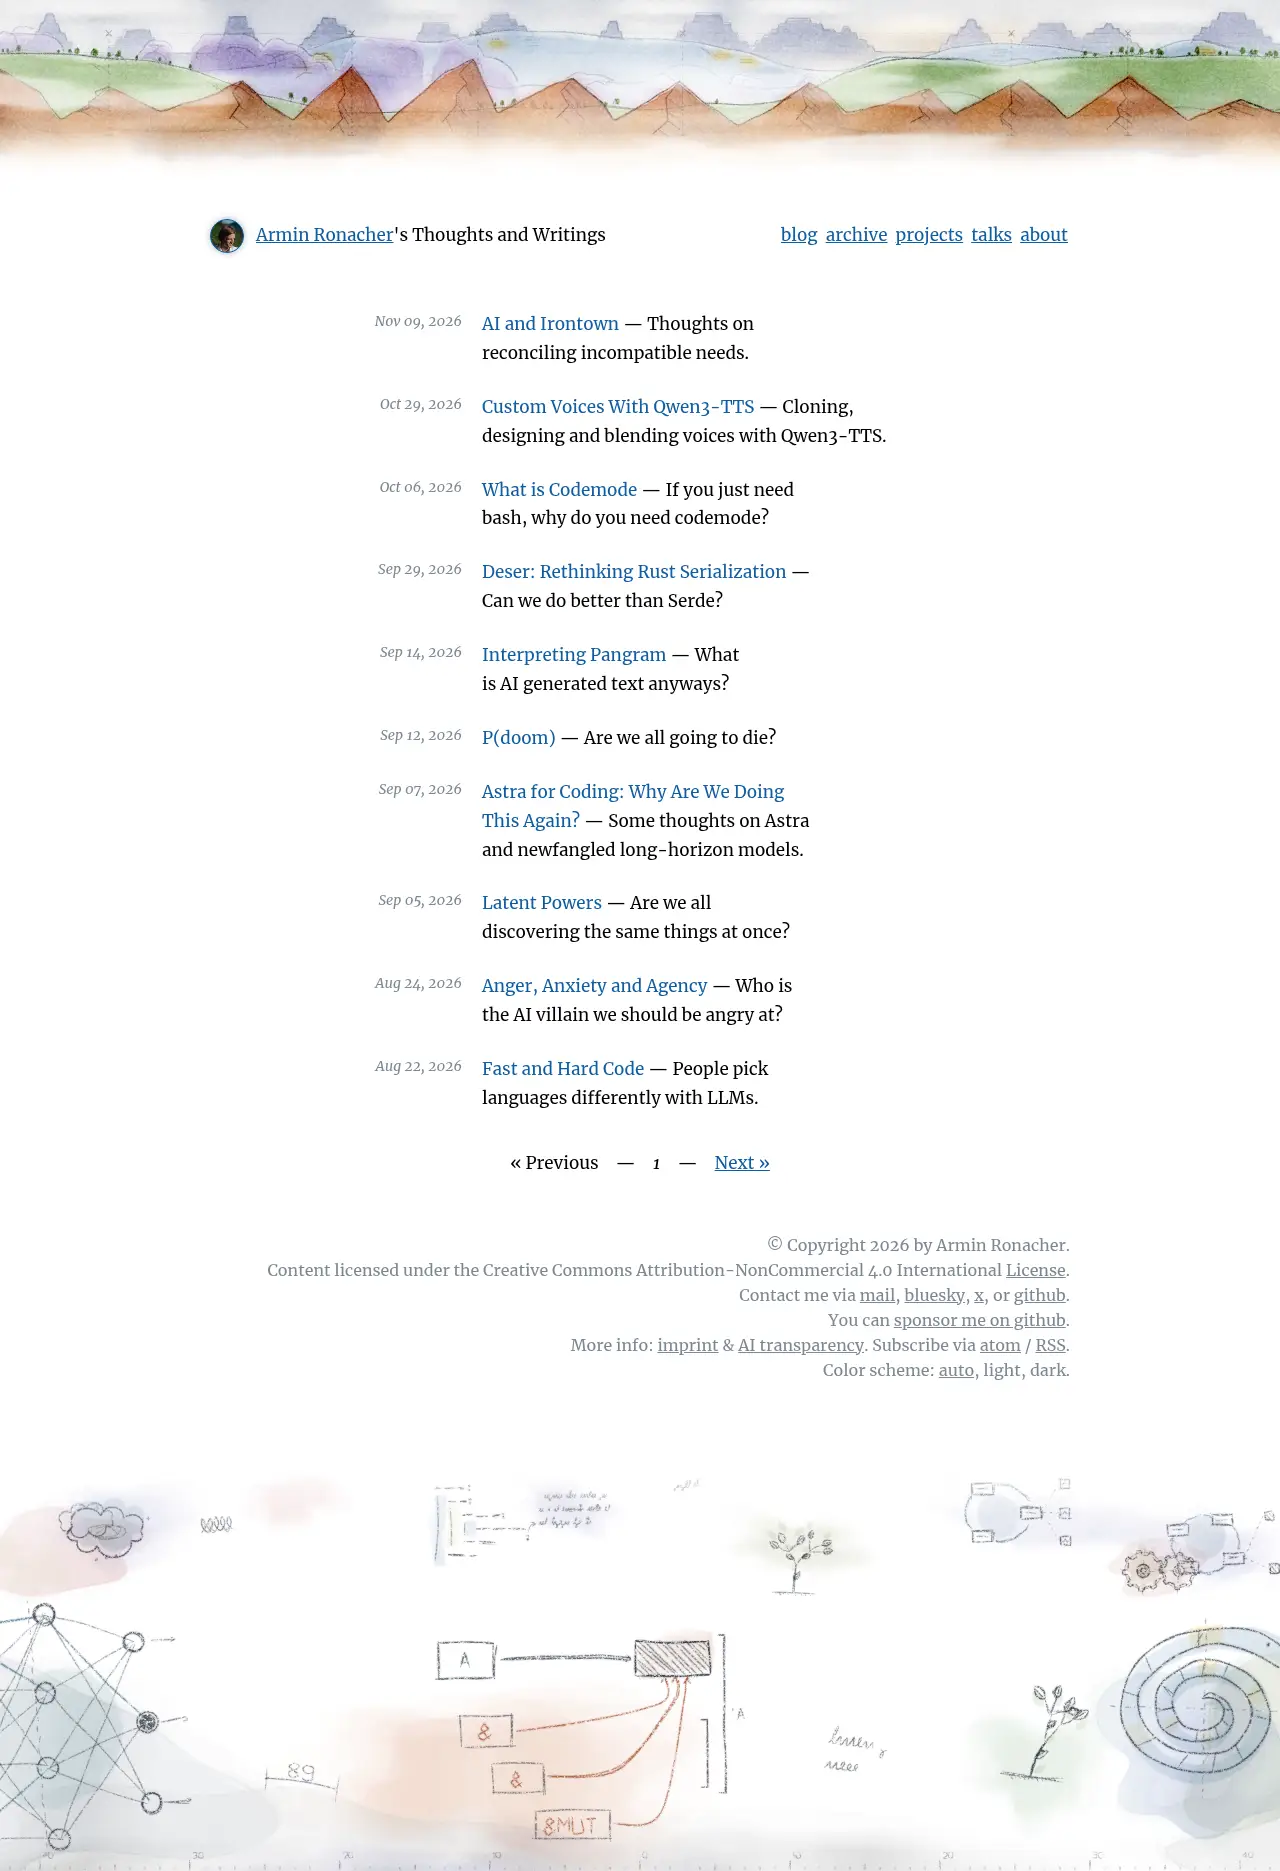 Armin Ronacher's Thoughts and Writings
blog archive projects talks about
Nov 09, 2026
AI and Irontown — Thoughts on
reconciling incompatible needs.
Oct 29, 2026
Custom Voices With Qwen3-TTS — Cloning,
designing and blending voices with Qwen3-TTS.
Oct 06, 2026
What is Codemode — If you just need
bash, why do you need codemode?
Sep 29, 2026
Deser: Rethinking Rust Serialization —
Can we do better than Serde?
Sep 14, 2026
Interpreting Pangram — What
is AI generated text anyways?
Sep 12, 2026
P(doom) — Are we all going to die?
Sep 07, 2026
Astra for Coding: Why Are We Doing
This Again? — Some thoughts on Astra
and newfangled long-horizon models.
Sep 05, 2026
Latent Powers — Are we all
discovering the same things at once?
Aug 24, 2026
Anger, Anxiety and Agency — Who is
the AI villain we should be angry at?
Aug 22, 2026
Fast and Hard Code — People pick
languages differently with LLMs.
« Previous — 1 — Next »
© Copyright 2026 by Armin Ronacher.
Content licensed under the Creative Commons Attribution-NonCommercial 4.0 International License.
Contact me via mail, bluesky, x, or github.
You can sponsor me on github.
More info: imprint & AI transparency. Subscribe via atom / RSS.
Color scheme: auto, light, dark.
A
&
'A
&
89
&MUT
30 20 10 0 10 20 30 40